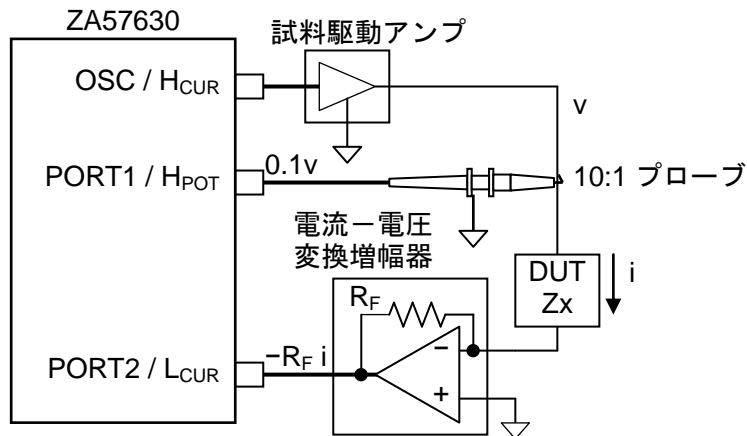 ZA57630
試料駆動アンプ
OSC / HCUR
v
PORT1 / HPOT
0.1v
10:1 プローブ
電流－電圧
変換増幅器
DUT
Zx
i
RF
−
+
PORT2 / LCUR
−RF i